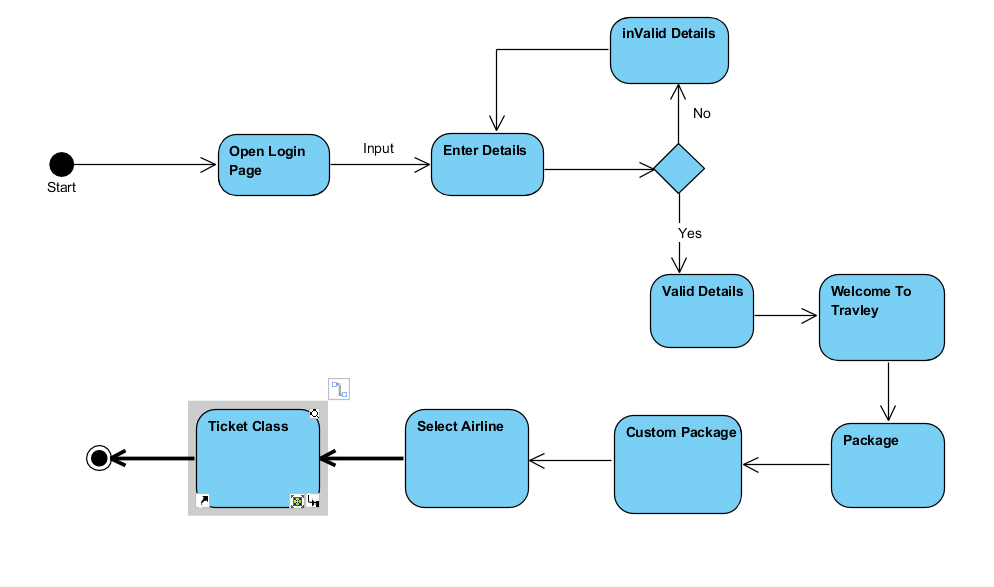 inValid Details
No
Open Login
Page
Input
Enter Details
Start
Yes
Valid Details
Welcome To
Travley
Ticket Class
Select Airline
Custom Package
Package